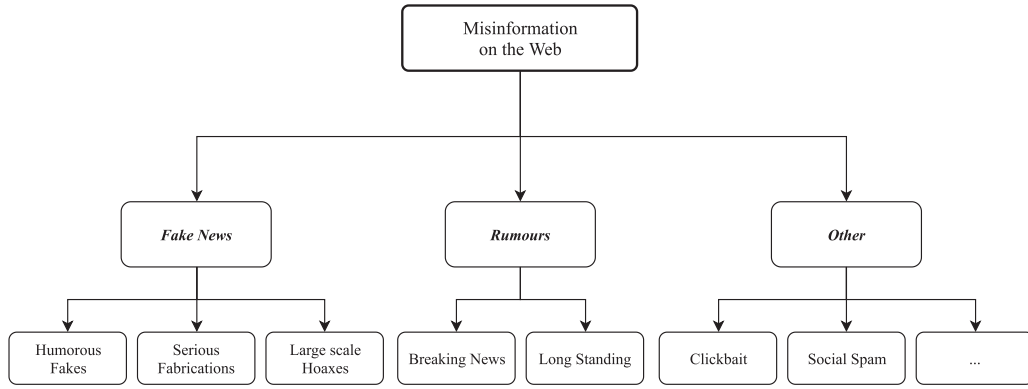 Misinformation
on the Web
Fake News
Rumours
Other
Humorous
Fakes
Serious
Fabrications
Large scale
Hoaxes
Breaking News
Long Standing
Clickbait
Social Spam
...